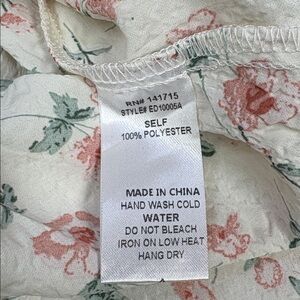 RN# 141715
STYLE# ED10005A
SELF
100% POLYESTER
MADE IN CHINA
HAND WASH COLD
WATER
DO NOT BLEACH
IRON ON LOW HEAT
HANG DRY